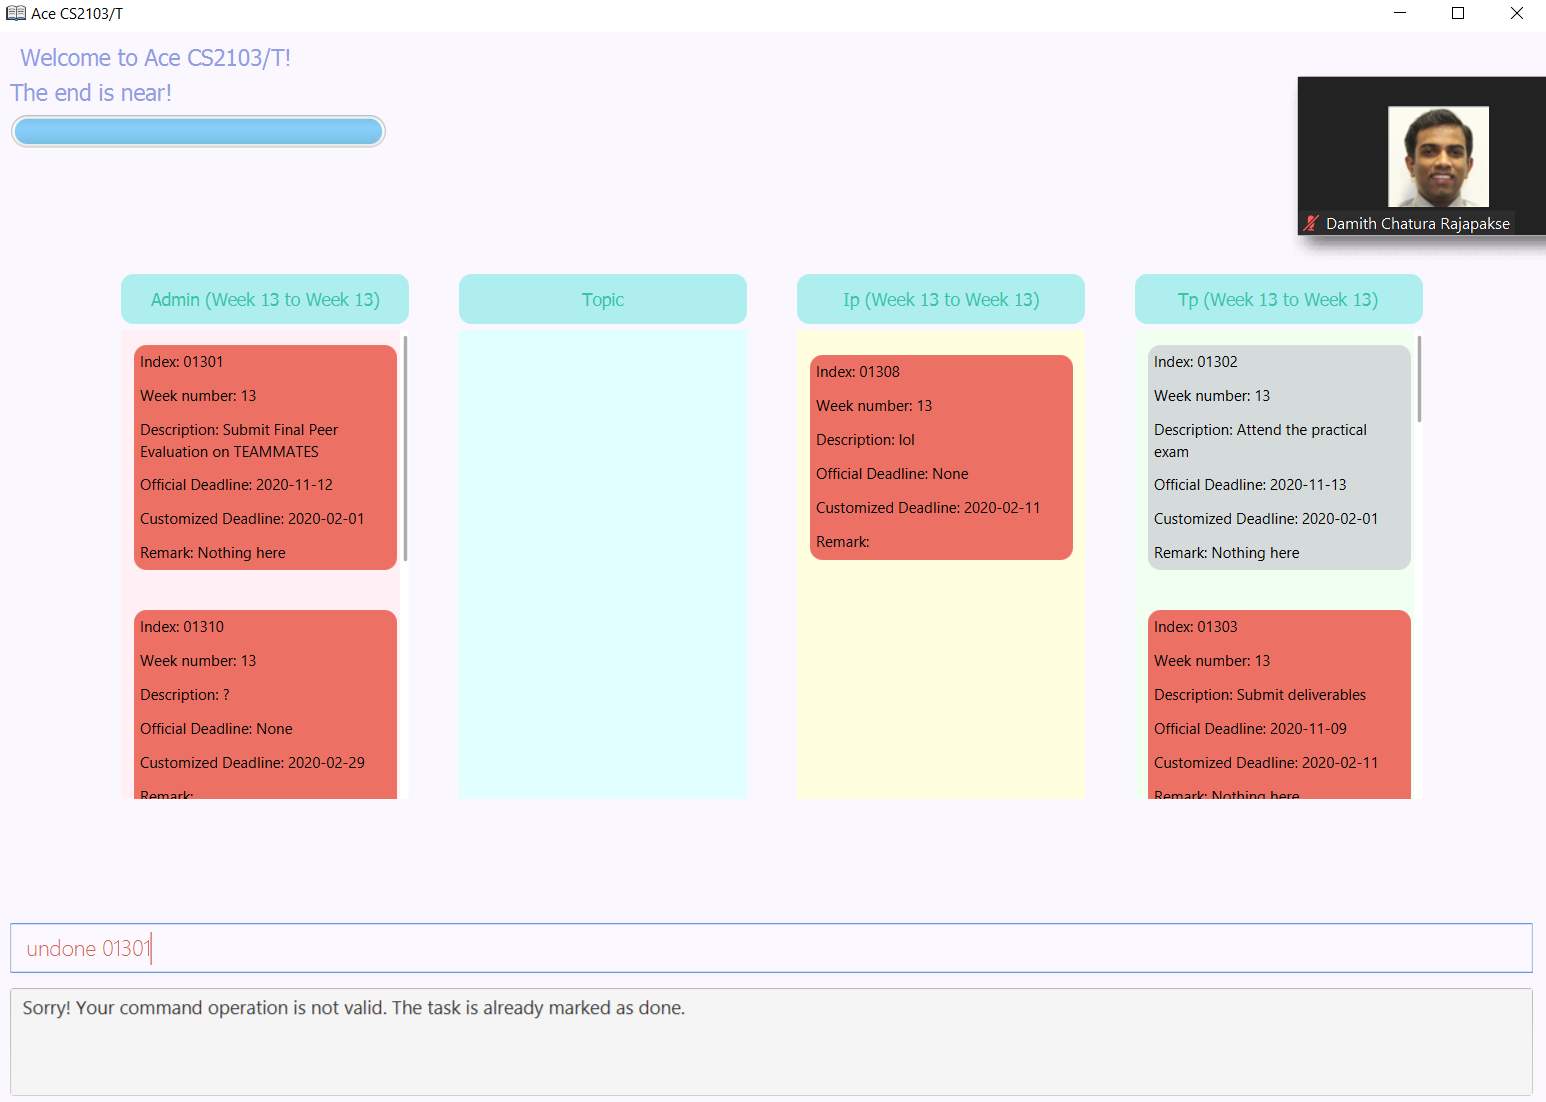 Ace CS2103/T
Welcome to Ace CS2103/T!
The end is near!
Damith Chatura Rajapakse
Admin (Week 13 to Week 13)
Index: 01301
Week number: 13
Description: Submit Final Peer
Evaluation on TEAMMATES
Official Deadline: 2020-11-12
Customized Deadline: 2020-02-01
Remark: Nothing here
Index: 01310
Week number: 13
Description: ?
Official Deadline: None
Customized Deadline: 2020-02-29
Remark:
Topic
Ip (Week 13 to Week 13)
Index: 01308
Week number: 13
Description: lol
Official Deadline: None
Customized Deadline: 2020-02-11
Remark:
Tp (Week 13 to Week 13)
Index: 01302
Week number: 13
Description: Attend the practical
exam
Official Deadline: 2020-11-13
Customized Deadline: 2020-02-01
Remark: Nothing here
Index: 01303
Week number: 13
Description: Submit deliverables
Official Deadline: 2020-11-09
Customized Deadline: 2020-02-11
Remark: Nothing here
undone 01301
Sorry! Your command operation is not valid. The task is already marked as done.